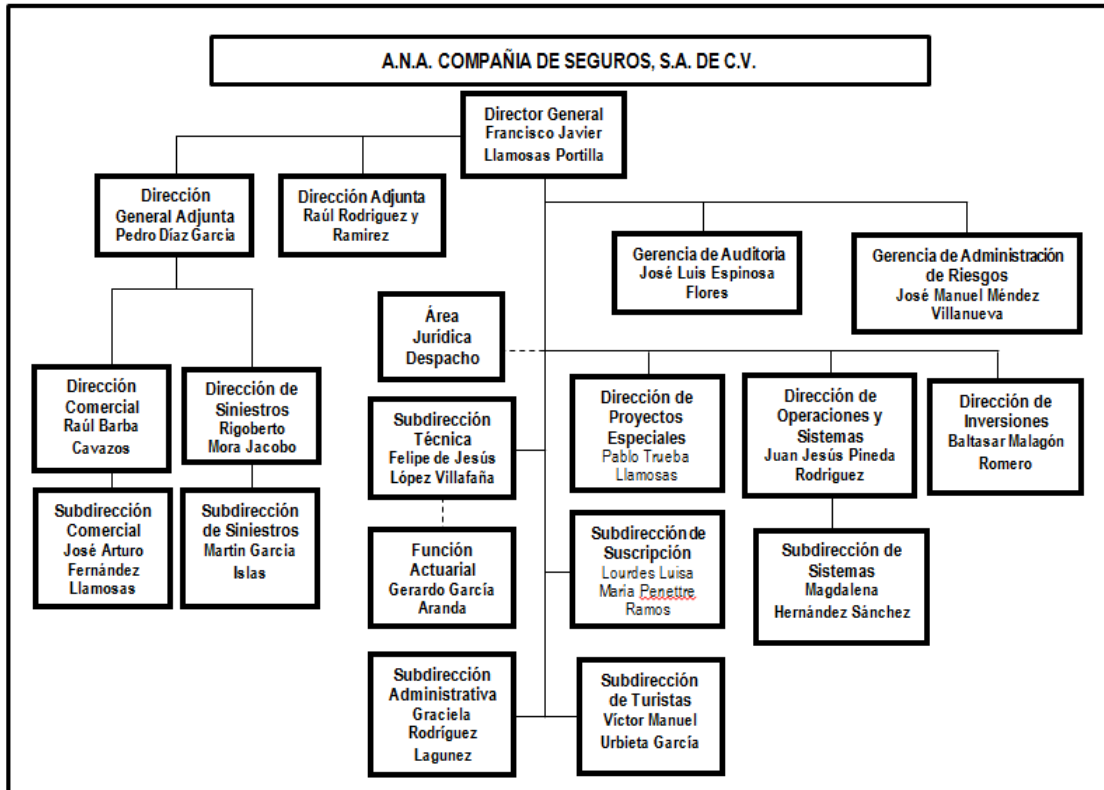 A.N.A. COMPAÑIA DE SEGUROS, S.A. DE C.V.
Director General
Francisco Javier
Llamosas Portilla
Dirección
General Adjunta
Pedro Díaz Garcia
Dirección Adjunta
Raúl Rodriguez y
Ramirez
Gerencia de Auditoria
José Luis Espinosa
Flores
Gerencia de Administración
de Riesgos
José Manuel Méndez
Villanueva
Área
Jurídica
Despacho
Dirección
Comercial
Raúl Barba
Cavazos
Dirección de
Siniestros
Rigoberto
Mora Jacobo
Subdirección
Técnica
Felipe de Jesús
López Villafaña
Dirección de
Proyectos
Especiales
Pablo Trueba
Llamosas
Dirección de
Operaciones y
Sistemas
Juan Jesús Pineda
Rodriguez
Dirección de
Inversiones
Baltasar Malagón
Romero
Subdirección
Comercial
José Arturo
Fernández
Llamosas
Subdirección
de Siniestros
Martin Garcia
Islas
Función
Actuarial
Gerardo García
Aranda
Subdirección de
Suscripción
Lourdes Luisa
Maria Penettre
Ramos
Subdirección de
Sistemas
Magdalena
Hernández Sánchez
Subdirección
Administrativa
Graciela
Rodríguez
Lagunez
Subdirección
de Turistas
Víctor Manuel
Urbieta García